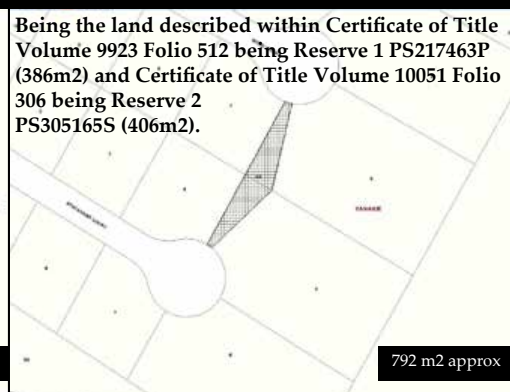 Being the land described within Certificate of Title
Volume 9923 Folio 512 being Reserve 1 PS217463P
(386m2) and Certificate of Title Volume 10051 Folio
306 being Reserve 2
PS305165S (406m2).
792 m2 approx